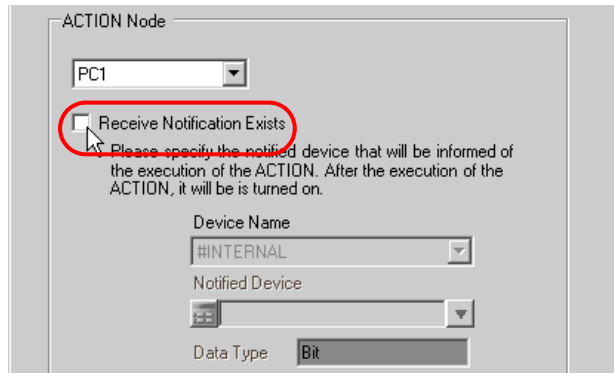 ACTION Node
PC1
Receive Notification Exists
Please specify the notified device that will be informed of
the execution of the ACTION. After the execution of the
ACTION, it will be is turned on.
Device Name
#INTERNAL
Notified Device
Data Type Bit